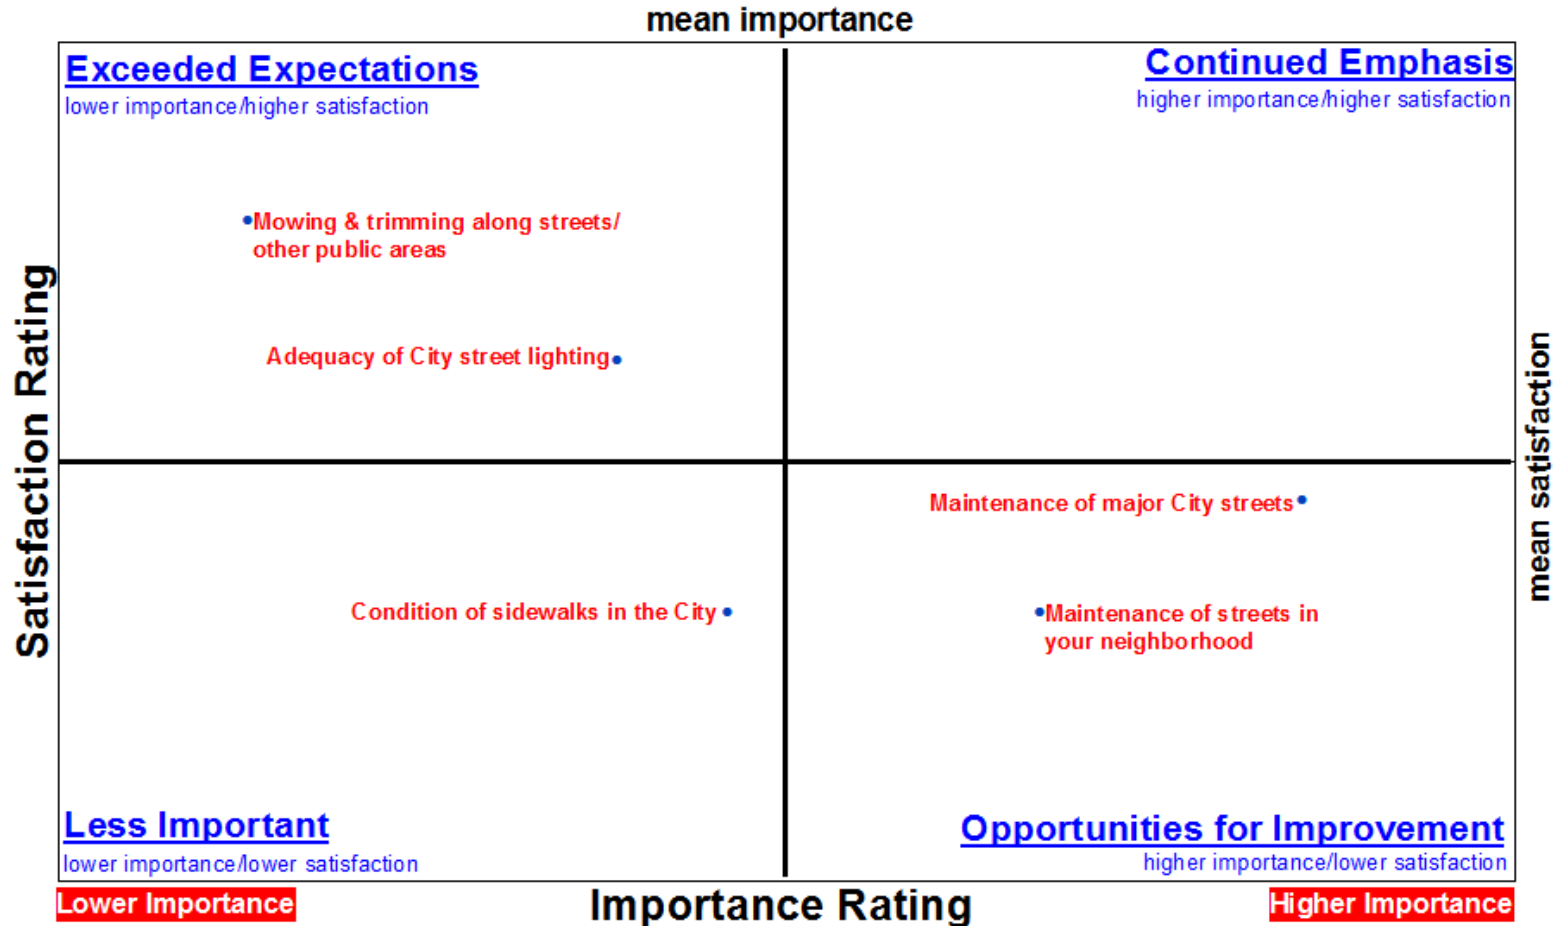 mean importance
Exceeded Expectations
lower importance/higher satisfaction
Continued Emphasis
higher importance/higher satisfaction
Mowing & trimming along streets/
other public areas
Adequacy of City street lighting
Satisfaction Rating
mean satisfaction
Maintenance of major City streets
Condition of sidewalks in the City
Maintenance of streets in
your neighborhood
Less Important
lower importance/lower satisfaction
Opportunities for Improvement
higher importance/lower satisfaction
Lower Importance
Importance Rating
Higher Importance